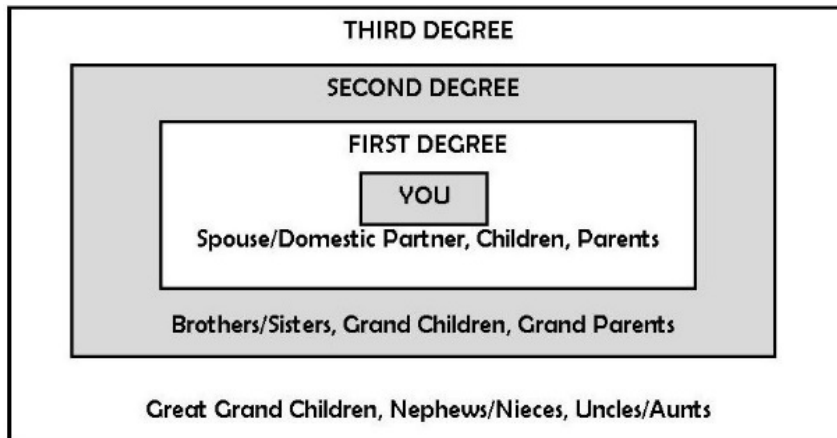 THIRD DEGREE
SECOND DEGREE
FIRST DEGREE
YOU
Spouse/Domestic Partner, Children, Parents
Brothers/Sisters, Grand Children, Grand Parents
Great Grand Children, Nephews/Nieces, Uncles/Aunts